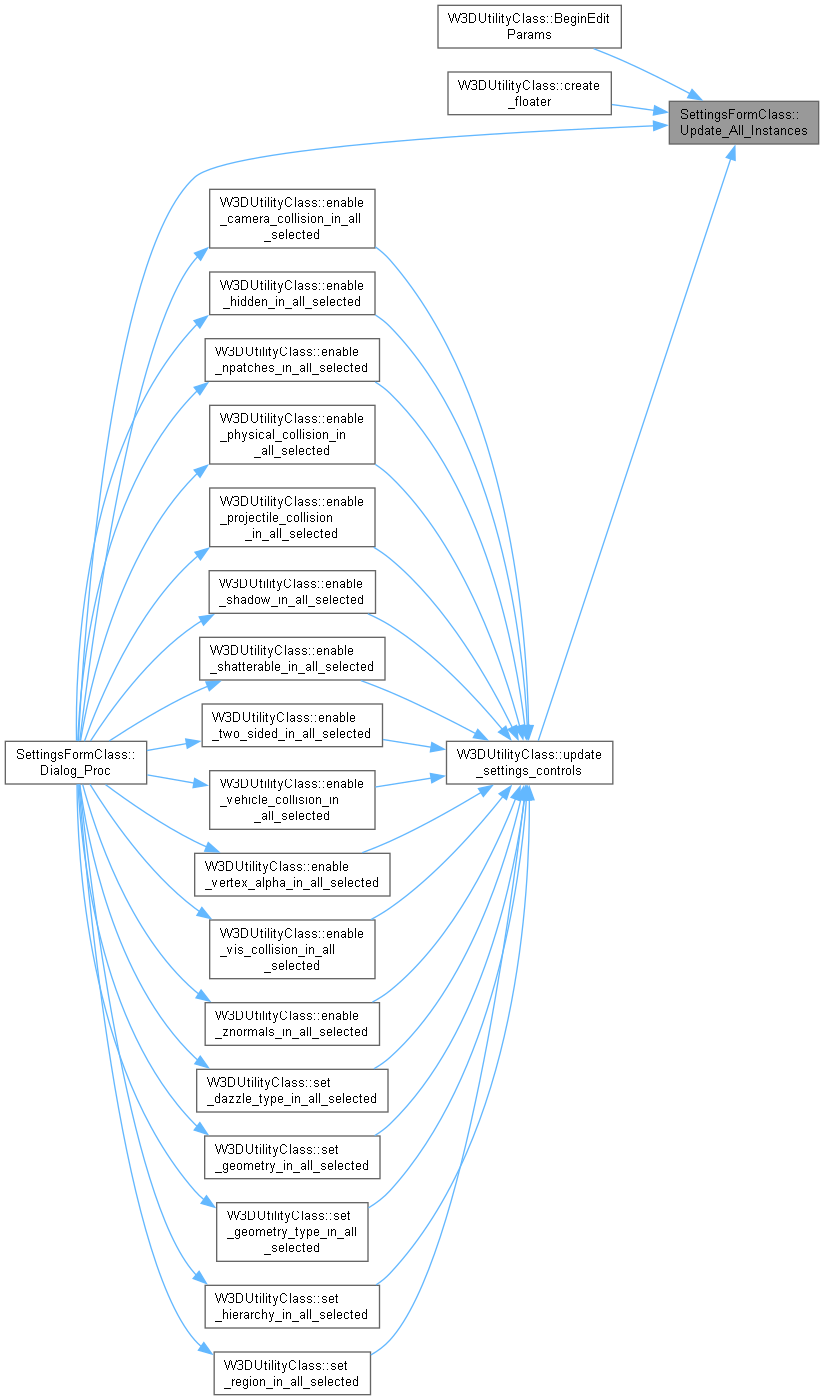 W3DUtilityClass::BeginEdit
Params
W3DUtilityClass::create
_floater
SettingsFormClass::
Update_All_Instances
W3DUtilityClass::enable
_camera_collision_in_all
_selected
W3DUtilityClass::enable
_hidden_in_all_selected
W3DUtilityClass::enable
_npatches_in_all_selected
W3DUtilityClass::enable
_physical_collision_in
_all_selected
W3DUtilityClass::enable
_projectile_collision
_in_all_selected
W3DUtilityClass::enable
_shadow_in_all_selected
W3DUtilityClass::enable
_shatterable_in_all_selected
W3DUtilityClass::enable
_two_sided_in_all_selected
SettingsFormClass::
Dialog_Proc
W3DUtilityClass::update
_settings_controls
W3DUtilityClass::enable
_vehicle_collision_in
_all_selected
W3DUtilityClass::enable
_vertex_alpha_in_all_selected
W3DUtilityClass::enable
_vis_collision_in_all
_selected
W3DUtilityClass::enable
_znormals_in_all_selected
W3DUtilityClass::set
_dazzle_type_in_all_selected
W3DUtilityClass::set
_geometry_in_all_selected
W3DUtilityClass::set
_geometry_type_in_all
_selected
W3DUtilityClass::set
_hierarchy_in_all_selected
W3DUtilityClass::set
_region_in_all_selected